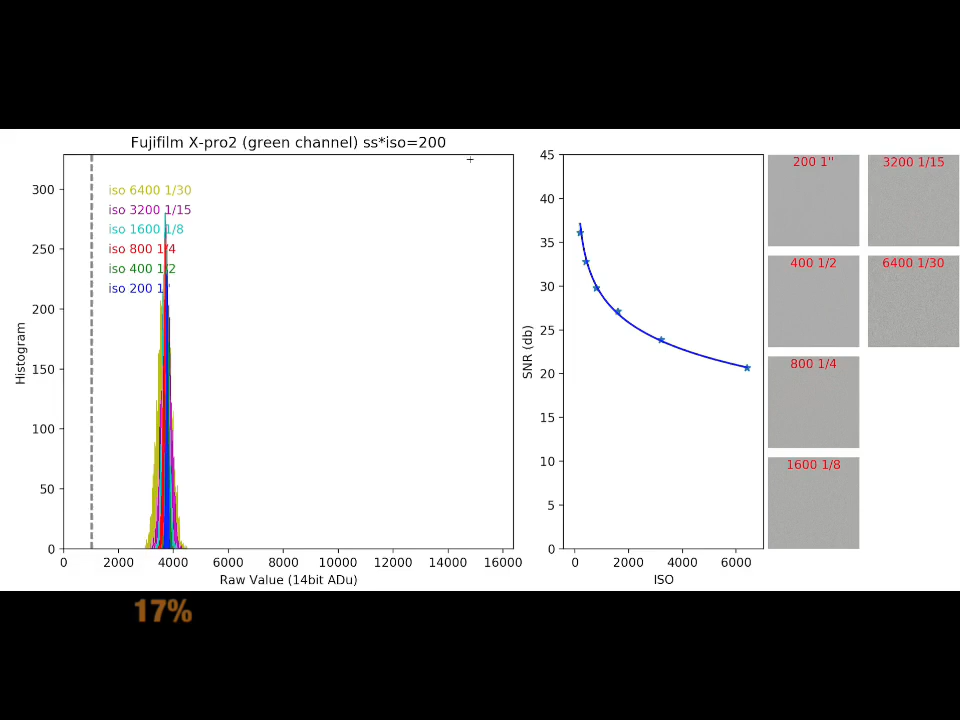 Fujifilm X-pro2 (green channel) ss*iso=200
+
300
250
200
150
100
50
0
Histogram
iso 6400 1/30
iso 3200 1/15
iso 1600 1/8
iso 800 1/4
iso 400 1/2
iso 200 1"
0 2000 4000 6000 8000 10000 12000 14000 16000
Raw Value (14bit ADu)
45
40
35
30
25
20
15
10
5
0
SNR (db)
0 2000 4000 6000
ISO
200 1"
3200 1/15
400 1/2
6400 1/30
800 1/4
1600 1/8
17%